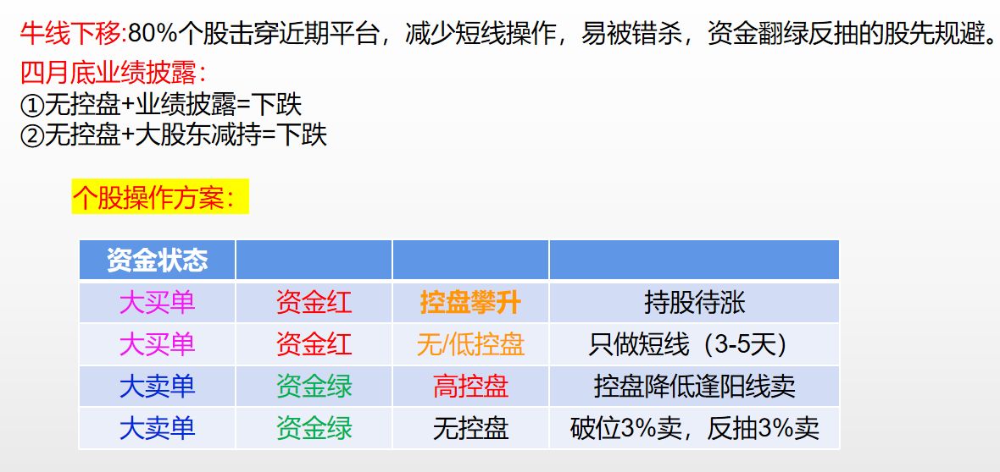 牛线下移:80%个股击穿近期平台，减少短线操作，易被错杀，资金翻绿反抽的股先规避。
四月底业绩披露：
①无控盘+业绩披露=下跌
②无控盘+大股东减持=下跌
个股操作方案：
资金状态
大买单 资金红 控盘攀升 持股待涨
大买单 资金红 无/低控盘 只做短线（3-5天）
大卖单 资金绿 高控盘 控盘降低逢阳线卖
大卖单 资金绿 无控盘 破位3%卖，反抽3%卖